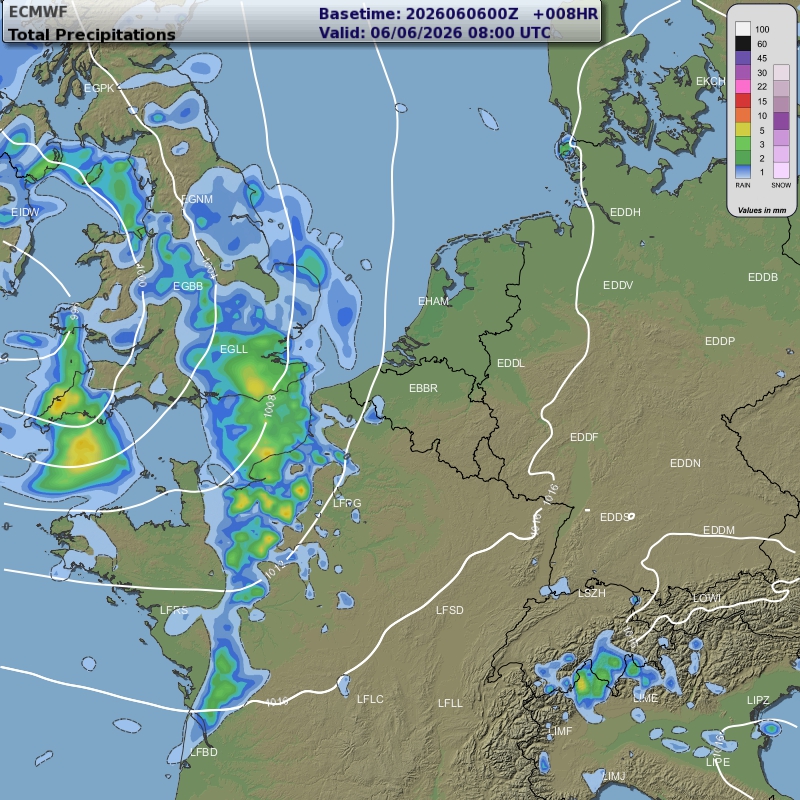 ECMWF
Total Precipitations
Basetime: 2026060600Z +008HR
Valid: 06/06/2026 08:00 UTC
100
60
45
30
22
15
10
5
3
2
1
RAIN SNOW
Values in mm
EGPK
EKCH
EIDW
EGNM
EDDH
EGBB
EHAM
EDDV
EDDB
996
EGLL
EDDP
EDDL
EBBR
1008
EDDF
EDDN
LFPG
1016
EDDS
1016
EDDM
1012
LSZH
LOWI
LFRS
LFSD
LFLC
LFLL
1016
LIME
LIPZ
LIMF
LFBD
1016
LIPE
LIMJ